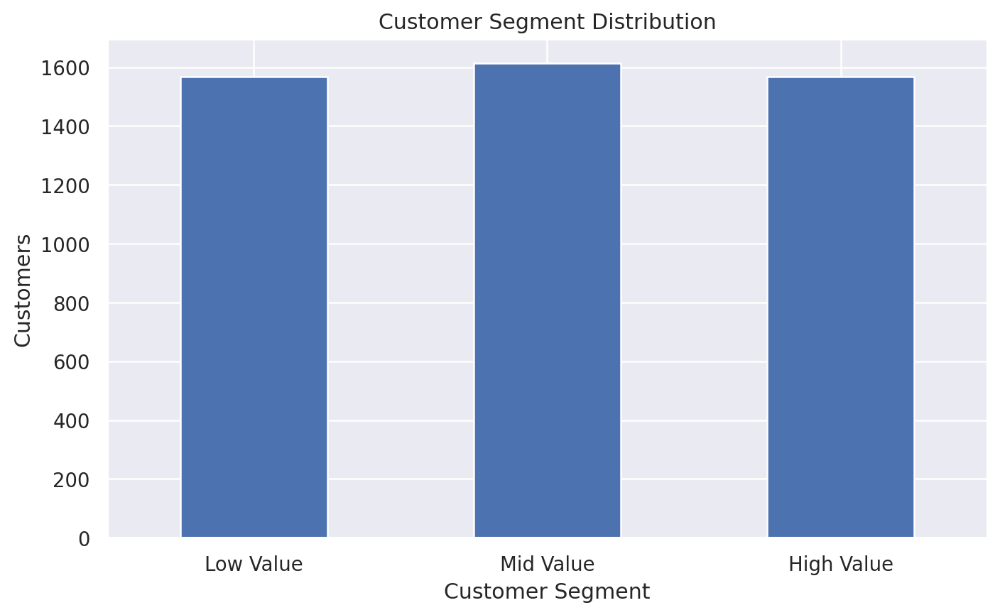 Customer Segment Distribution
1600
1400
1200
1000
800
600
400
200
0
Customers
Low Value
Mid Value
High Value
Customer Segment